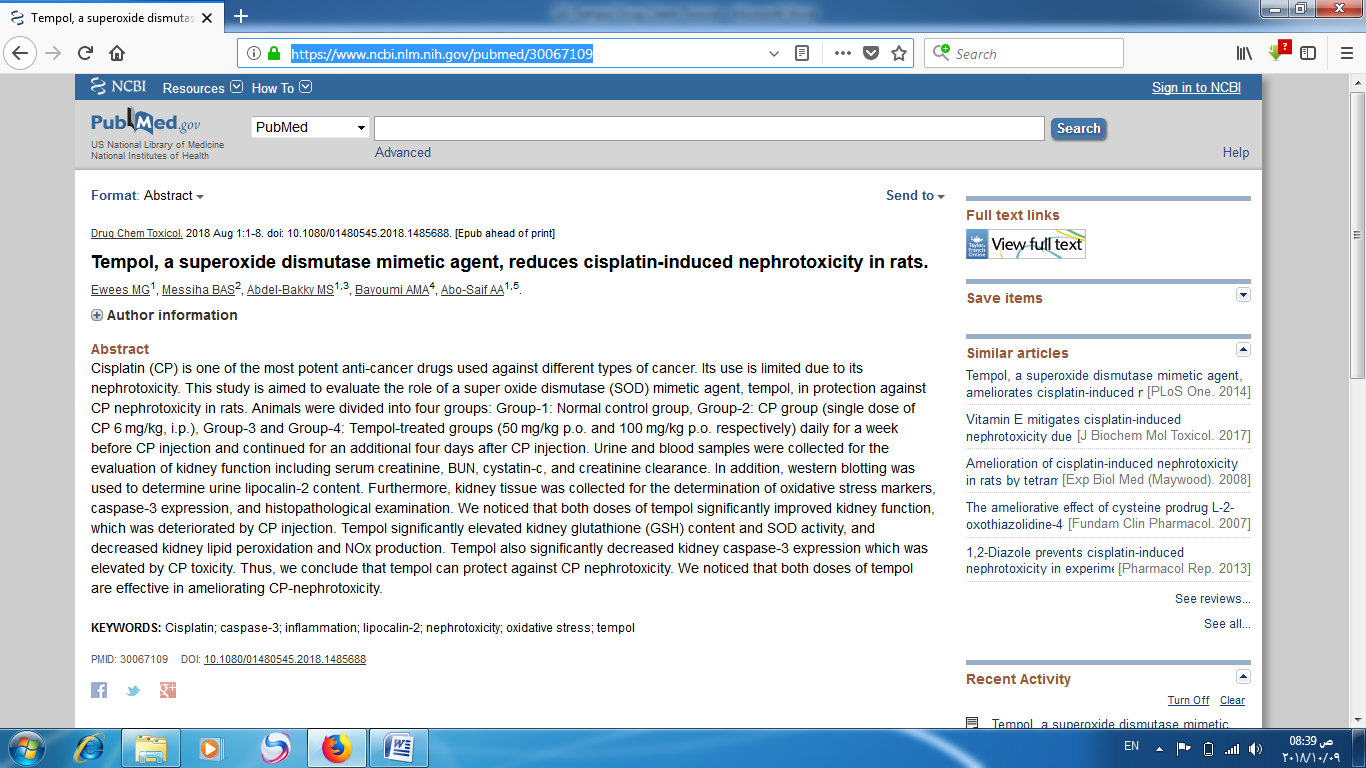 Tempol, a superoxide dismutas
https://www.ncbi.nlm.nih.gov/pubmed/30067109
Search
NCBI Resources How To Sign in to NCBI
PubMed.gov
US National Library of Medicine
National Institutes of Health
PubMed
Search
Advanced
Help
Format: Abstract
Send to
Drug Chem Toxicol. 2018 Aug 1:1-8. doi: 10.1080/01480545.2018.1485688. [Epub ahead of print]
Tempol, a superoxide dismutase mimetic agent, reduces cisplatin-induced nephrotoxicity in rats.
Ewees MG1, Messiha BAS2, Abdel-Bakky MS1,3, Bayoumi AMA4, Abo-Saif AA1,5.
Author information
Abstract
Cisplatin (CP) is one of the most potent anti-cancer drugs used against different types of cancer. Its use is limited due to its
nephrotoxicity. This study is aimed to evaluate the role of a super oxide dismutase (SOD) mimetic agent, tempol, in protection against
CP nephrotoxicity in rats. Animals were divided into four groups: Group-1: Normal control group, Group-2: CP group (single dose of
CP 6 mg/kg, i.p.), Group-3 and Group-4: Tempol-treated groups (50 mg/kg p.o. and 100 mg/kg p.o. respectively) daily for a week
before CP injection and continued for an additional four days after CP injection. Urine and blood samples were collected for the
evaluation of kidney function including serum creatinine, BUN, cystatin-c, and creatinine clearance. In addition, western blotting was
used to determine urine lipocalin-2 content. Furthermore, kidney tissue was collected for the determination of oxidative stress markers,
caspase-3 expression, and histopathological examination. We noticed that both doses of tempol significantly improved kidney function,
which was deteriorated by CP injection. Tempol significantly elevated kidney glutathione (GSH) content and SOD activity, and
decreased kidney lipid peroxidation and NOx production. Tempol also significantly decreased kidney caspase-3 expression which was
elevated by CP toxicity. Thus, we conclude that tempol can protect against CP nephrotoxicity. We noticed that both doses of tempol
are effective in ameliorating CP-nephrotoxicity.
KEYWORDS: Cisplatin; caspase-3; inflammation; lipocalin-2; nephrotoxicity; oxidative stress; tempol
PMID: 30067109 DOI: 10.1080/01480545.2018.1485688
Full text links
Taylor & Francis Online View full text
Save items
Similar articles
Tempol, a superoxide dismutase mimetic agent,
ameliorates cisplatin-induced r [PLoS One. 2014]
Vitamin E mitigates cisplatin-induced
nephrotoxicity due [J Biochem Mol Toxicol. 2017]
Amelioration of cisplatin-induced nephrotoxicity
in rats by tetram [Exp Biol Med (Maywood). 2008]
The ameliorative effect of cysteine prodrug L-2-
oxothiazolidine-4 [Fundam Clin Pharmacol. 2007]
1,2-Diazole prevents cisplatin-induced
nephrotoxicity in experime [Pharmacol Rep. 2013]
See reviews...
See all...
Recent Activity
Turn Off Clear
Tempol, a superoxide dismutase mimetic
EN
08:39 ص
٢٠١٨/١٠/٠٩